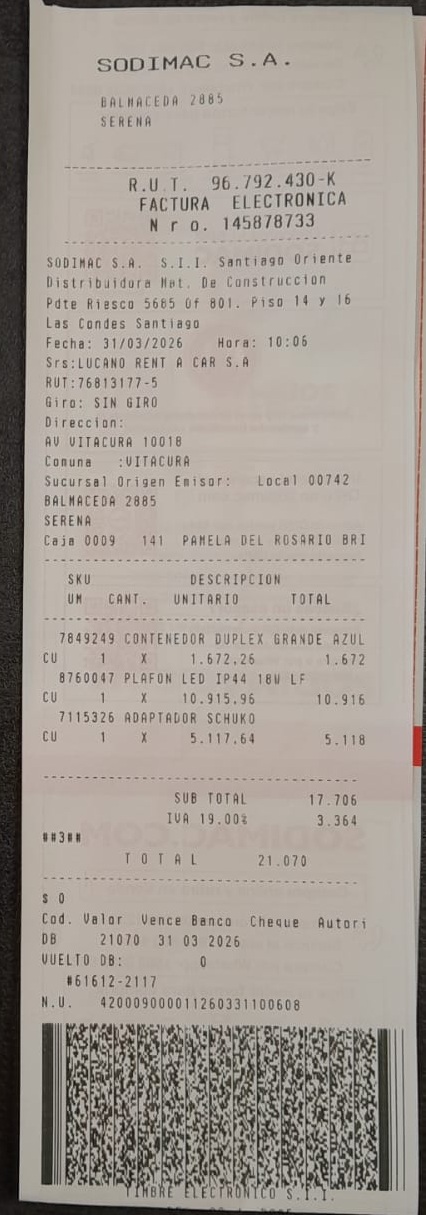 SODIMAC S.A.
BALMACEDA 2885
SERENA
R.U.T. 96.792.430-K
FACTURA ELECTRONICA
N r o. 145878733
SODIMAC S.A. S.I.I. Santiago Oriente
Distribuidora Mat. De Construccion
Pdte Riesco 5685 Of 801. Piso 14 y 16
Las Condes Santiago
Fecha: 31/03/2026 Hora: 10:06
Srs:LUCANO RENT A CAR S.A
RUT:76813177-5
Giro: SIN GIRO
Direccion:
AV VITACURA 10018
Comuna :VITACURA
Sucursal Origen Emisor: Local 00742
BALMACEDA 2885
SERENA
Caja 0009 141 PAMELA DEL ROSARIO BRI
SKU DESCRIPCION
UM CANT. UNITARIO TOTAL
7849249 CONTENEDOR DUPLEX GRANDE AZUL
CU 1 X 1.672,26 1.672
8760047 PLAFON LED IP44 18W LF
CU 1 X 10.915,96 10.916
7115326 ADAPTADOR SCHUKO
CU 1 X 5.117,64 5.118
SUB TOTAL 17.706
IVA 19.00% 3.364
##3##
T O T A L 21.070
$ 0
Cod. Valor Vence Banco Cheque Autori
DB 21070 31 03 2026
VUELTO DB: 0
#61612-2117
N.U. 420009000011260331100608
TIMBRE ELECTRONICO S.I.I.